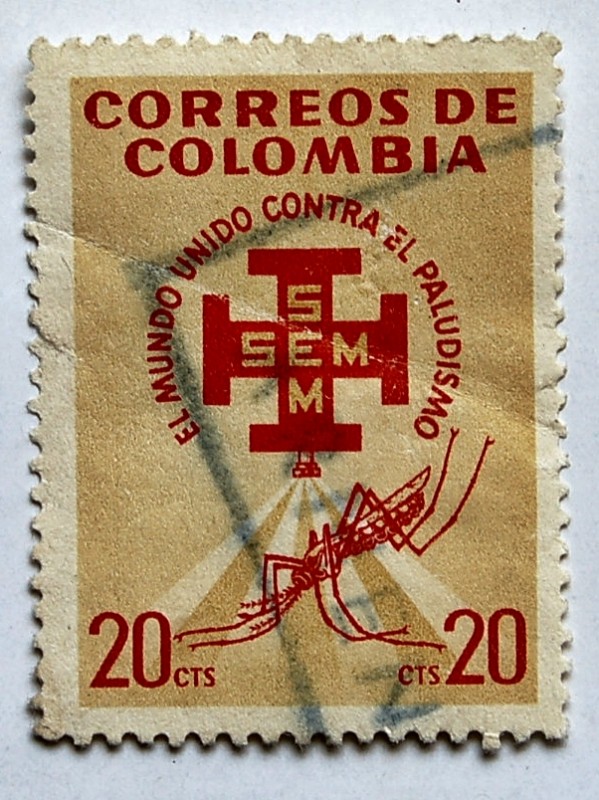 CORREOS DE
COLOMBIA
EL MUNDO UNIDO CONTRA EL PALUDISMO
S
SEM
M
20 CTS
CTS 20